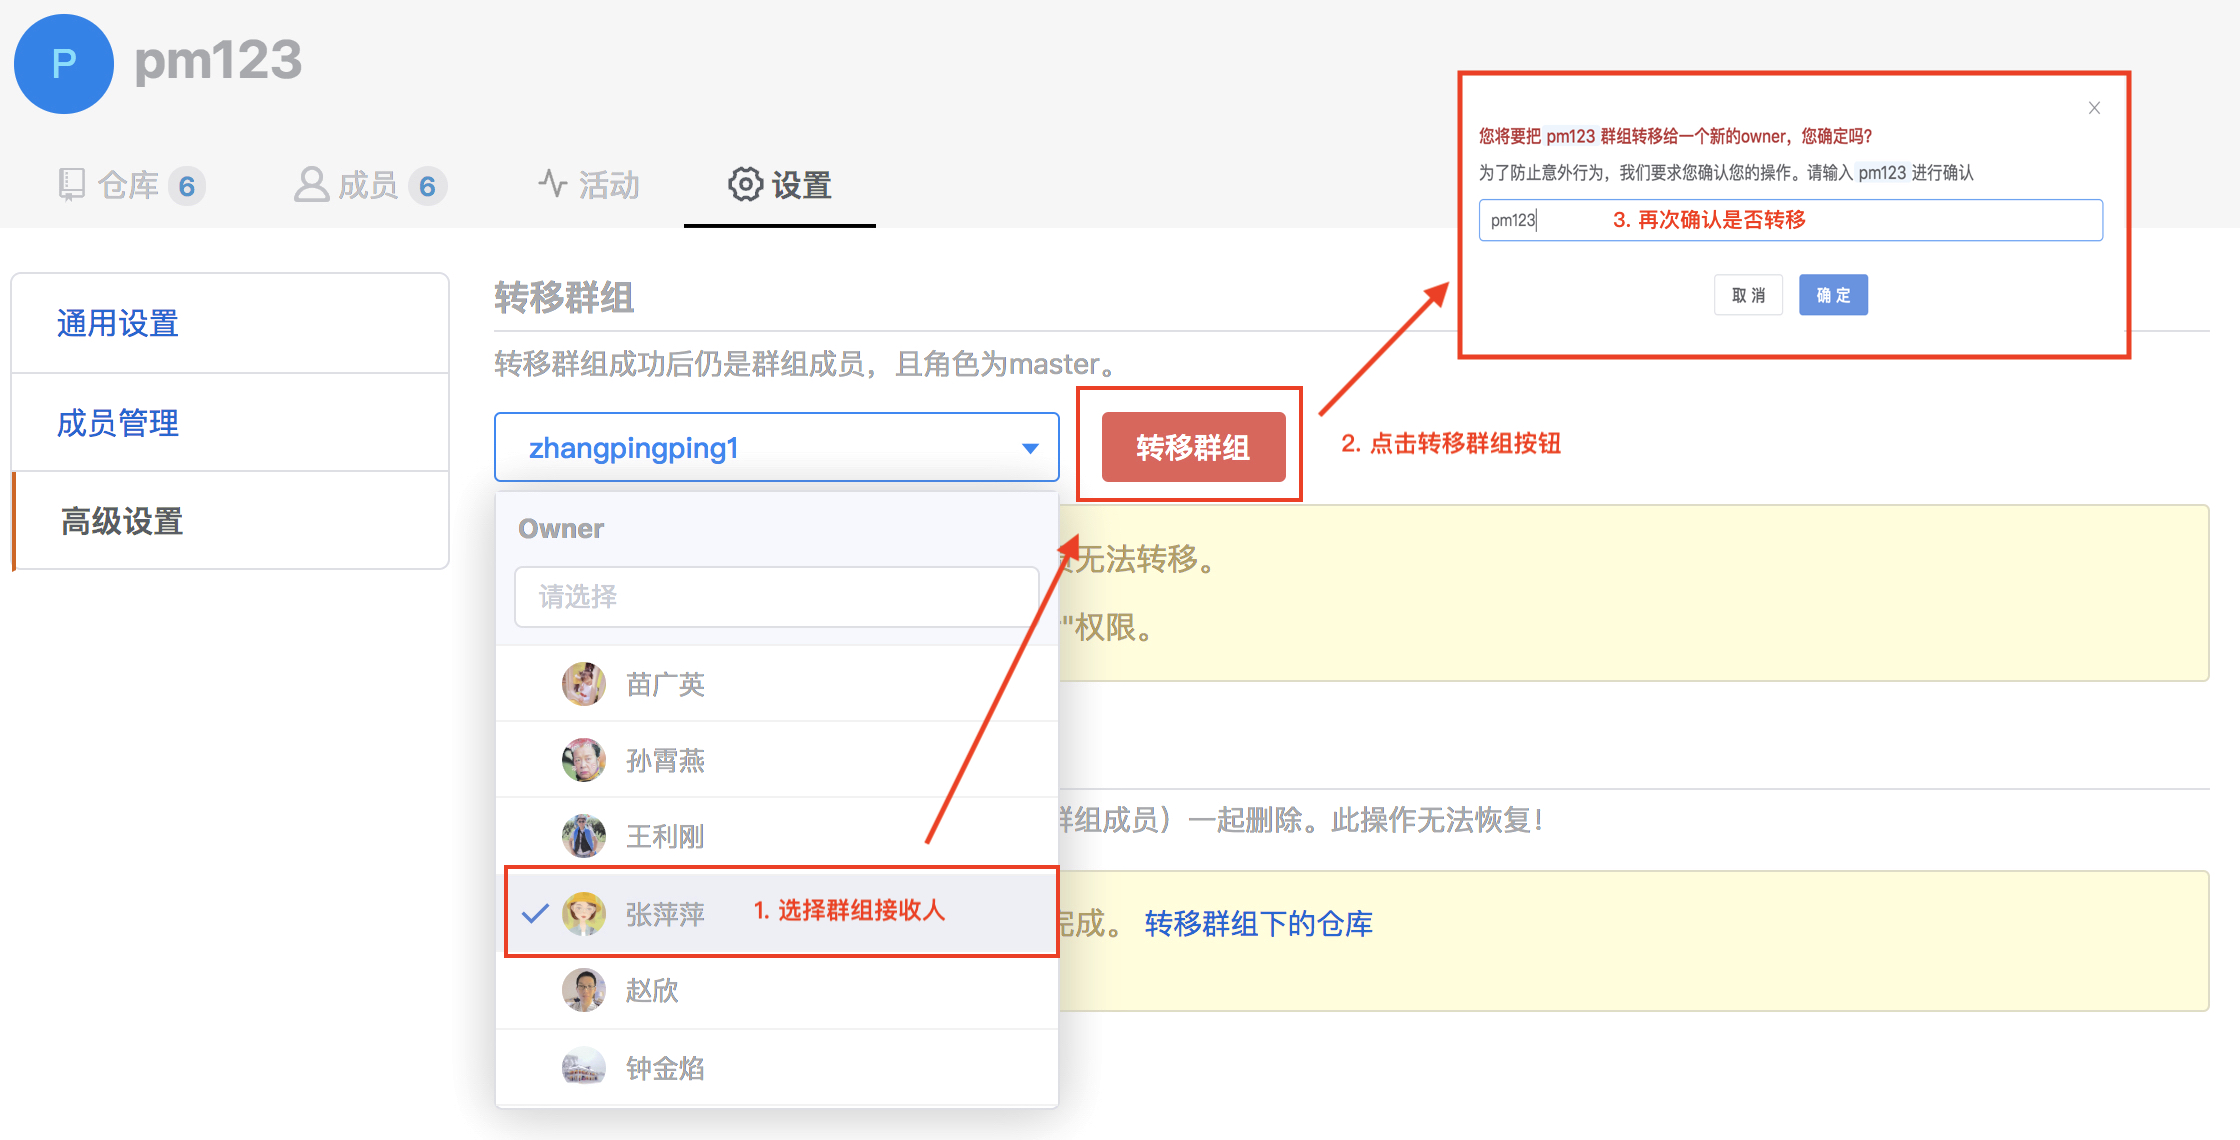 P pm123
仓库 6 成员 6 活动 设置
您将要把 pm123 群组转移给一个新的owner，您确定吗?
为了防止意外行为，我们要求您确认您的操作。请输入 pm123 进行确认
pm123 3. 再次确认是否转移
取 消 确 定
通用设置
成员管理
高级设置
转移群组
转移群组成功后仍是群组成员，且角色为master。
zhangpingping1
转移群组
2. 点击转移群组按钮
Owner
请选择
苗广英
孙霄燕
王利刚
张萍萍 1. 选择群组接收人
赵欣
钟金焰
无法转移。
"权限。
群组成员）一起删除。此操作无法恢复！
完成。 转移群组下的仓库